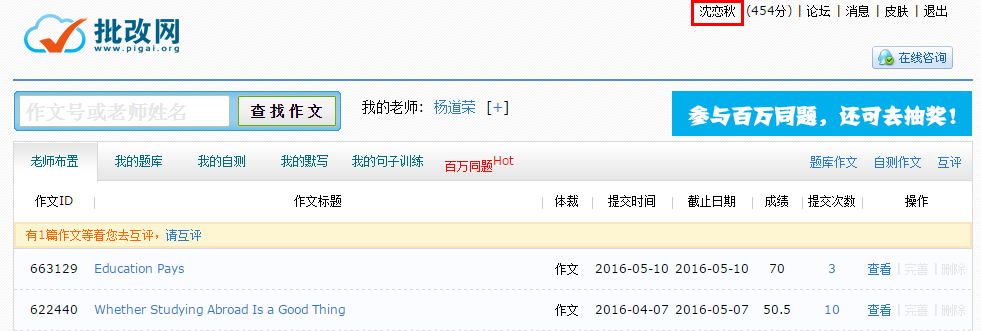 沈恋秋 (454分) | 论坛 | 消息 | 皮肤 | 退出
批改网
www.pigai.org
在线咨询
作文号或老师姓名 查找作文 我的老师: 杨道荣 [+]
参与百万同题，还可去抽奖！
老师布置 我的题库 我的自测 我的默写 我的句子训练 百万同题Hot 题库作文 自测作文 互评
作文ID 作文标题 体裁 提交时间 截止日期 成绩 提交次数 操作
有1篇作文等着您去互评，请互评
663129 Education Pays 作文 2016-05-10 2016-05-10 70 3 查看 | 完善 | 删除
622440 Whether Studying Abroad Is a Good Thing 作文 2016-04-07 2016-05-07 50.5 10 查看 | 完善 | 删除